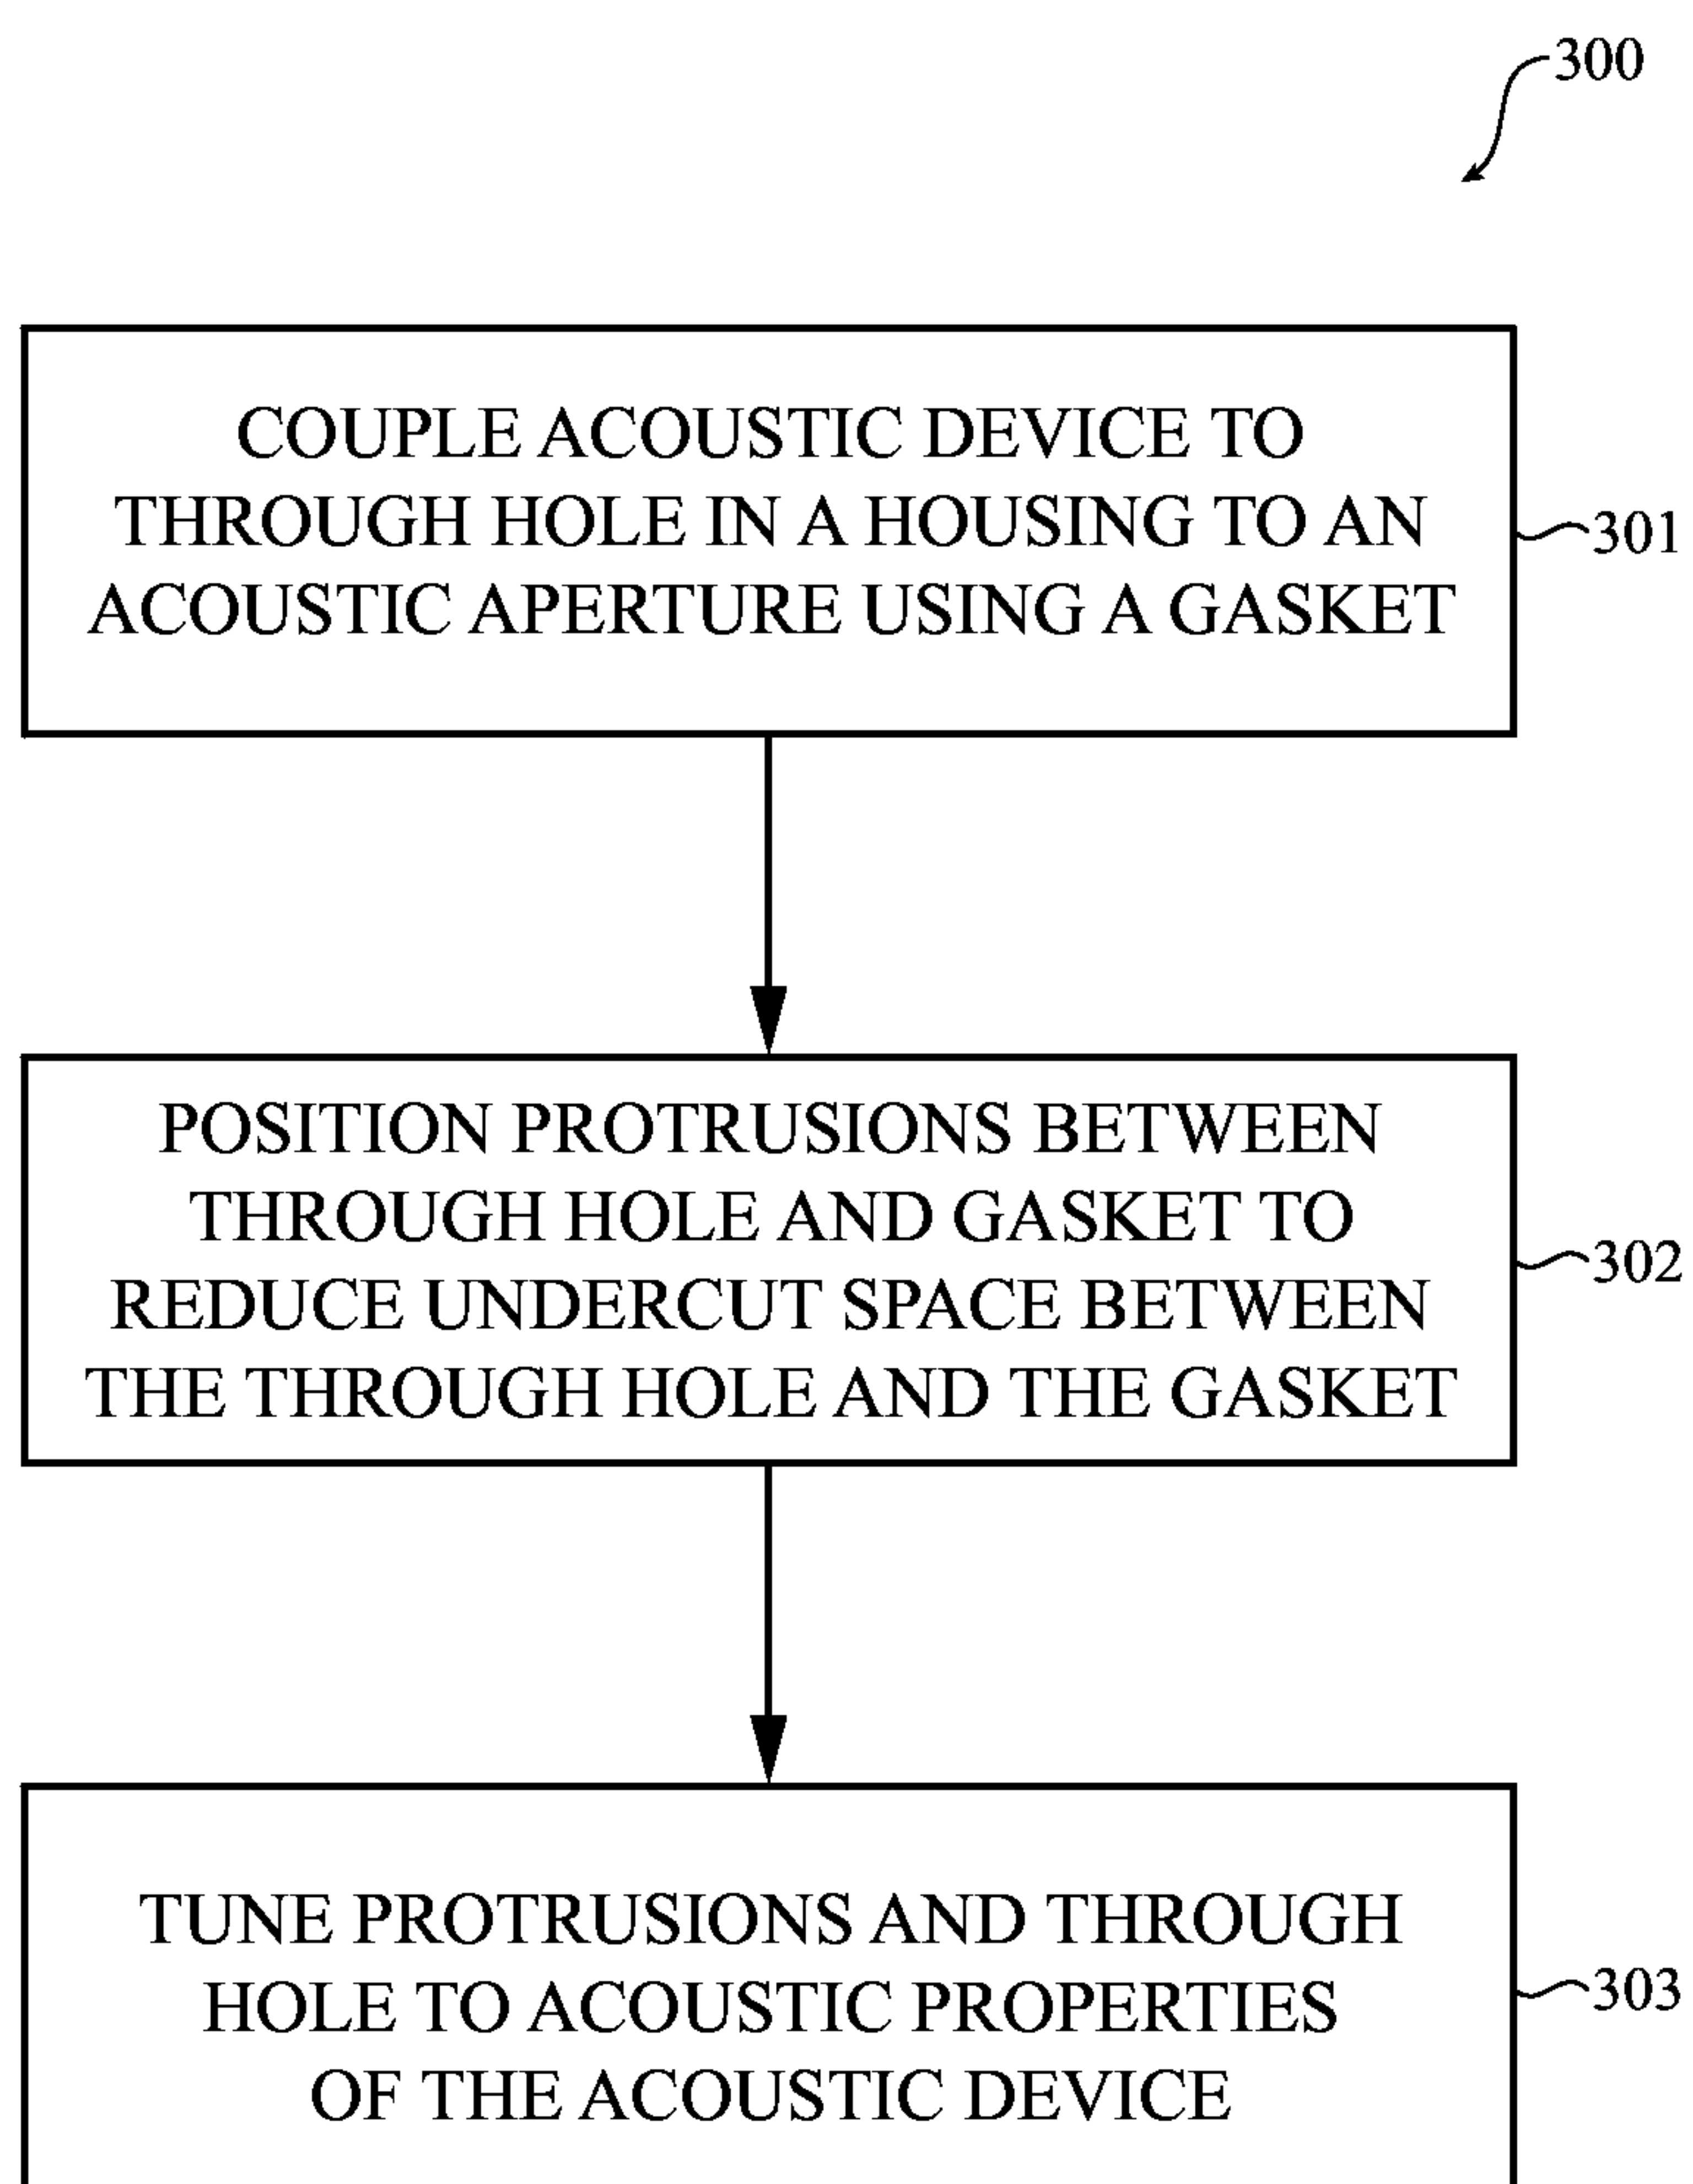 300
COUPLE ACOUSTIC DEVICE TO
THROUGH HOLE IN A HOUSING TO AN
ACOUSTIC APERTURE USING A GASKET
301
POSITION PROTRUSIONS BETWEEN
THROUGH HOLE AND GASKET TO
REDUCE UNDERCUT SPACE BETWEEN
THE THROUGH HOLE AND THE GASKET
302
TUNE PROTRUSIONS AND THROUGH
HOLE TO ACOUSTIC PROPERTIES
OF THE ACOUSTIC DEVICE
303